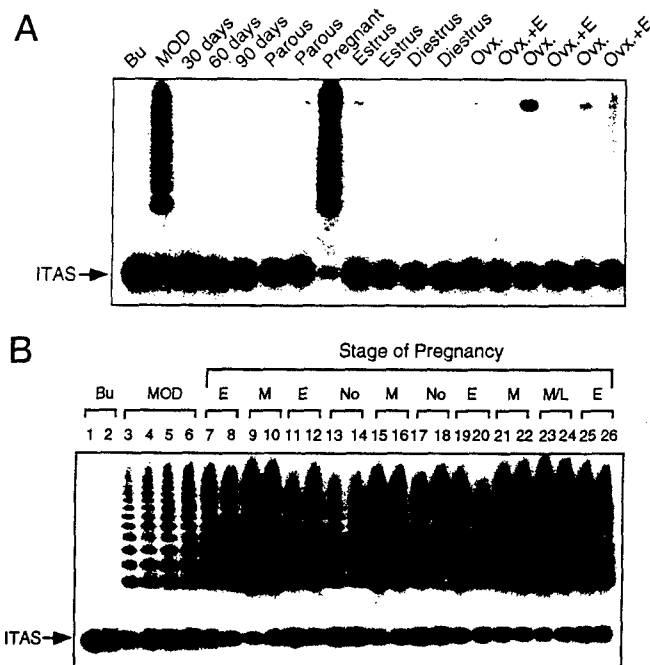 A
Bu MOD 30 days 60 days 90 days Parous Parous Pregnant Estrus Estrus Diestrus Diestrus Ovx. Ovx.+E Ovx. Ovx.+E Ovx. Ovx.+E
ITAS
B
Stage of Pregnancy
Bu MOD E M E No M No E M M/L E
1 2 3 4 5 6 7 8 9 10 11 12 13 14 15 16 17 18 19 20 21 22 23 24 25 26
ITAS